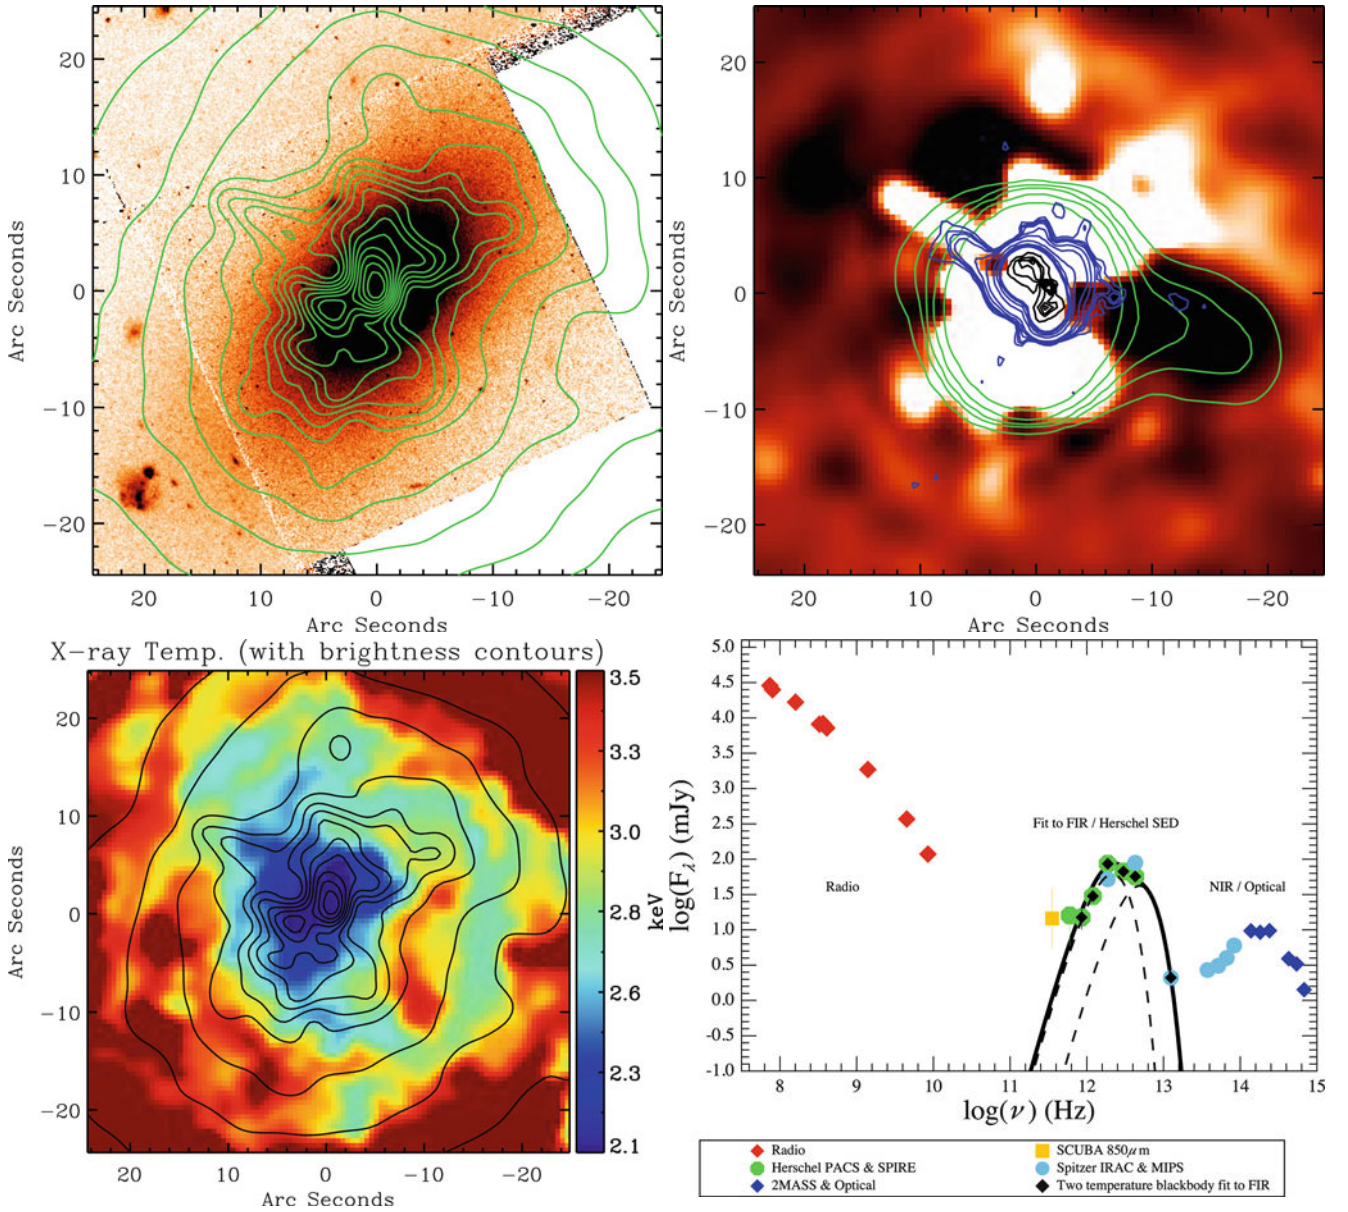 20
10
0
−10
−20
Arc Seconds
20 10 0 −10 −20
Arc Seconds
20
10
0
−10
−20
Arc Seconds
20 10 0 −10 −20
Arc Seconds
X-ray Temp. (with brightness contours)
20
10
0
−10
−20
Arc Seconds
20 10 0 −10 −20
Arc Seconds
3.5
3.3
3.0
2.8
2.6
2.3
2.1
keV
5.0
4.5
4.0
3.5
3.0
2.5
2.0
1.5
1.0
0.5
0.0
-0.5
-1.0
log(Fλ) (mJy)
Fit to FIR / Herschel SED
Radio
NIR / Optical
8 9 10 11 12 13 14 15
log(ν) (Hz)
Radio
Herschel PACS & SPIRE
2MASS & Optical
SCUBA 850μm
Spitzer IRAC & MIPS
Two temperature blackbody fit to FIR